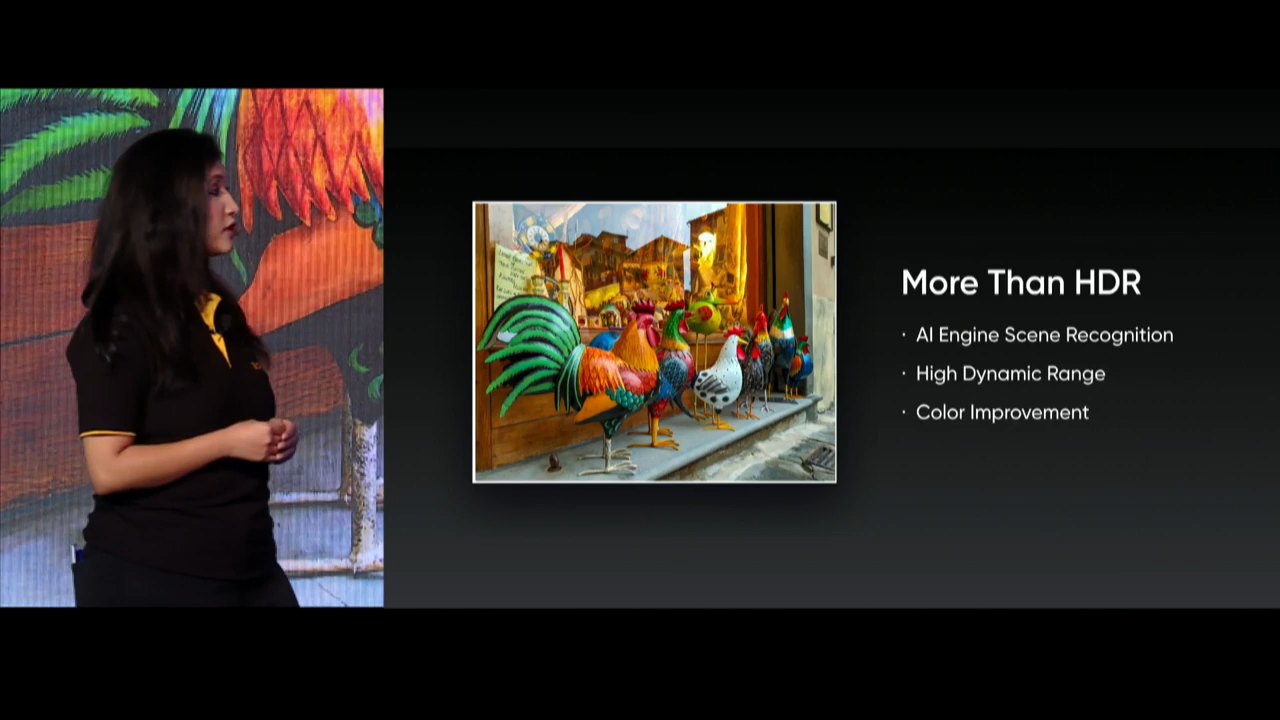 More Than HDR
· AI Engine Scene Recognition
· High Dynamic Range
· Color Improvement